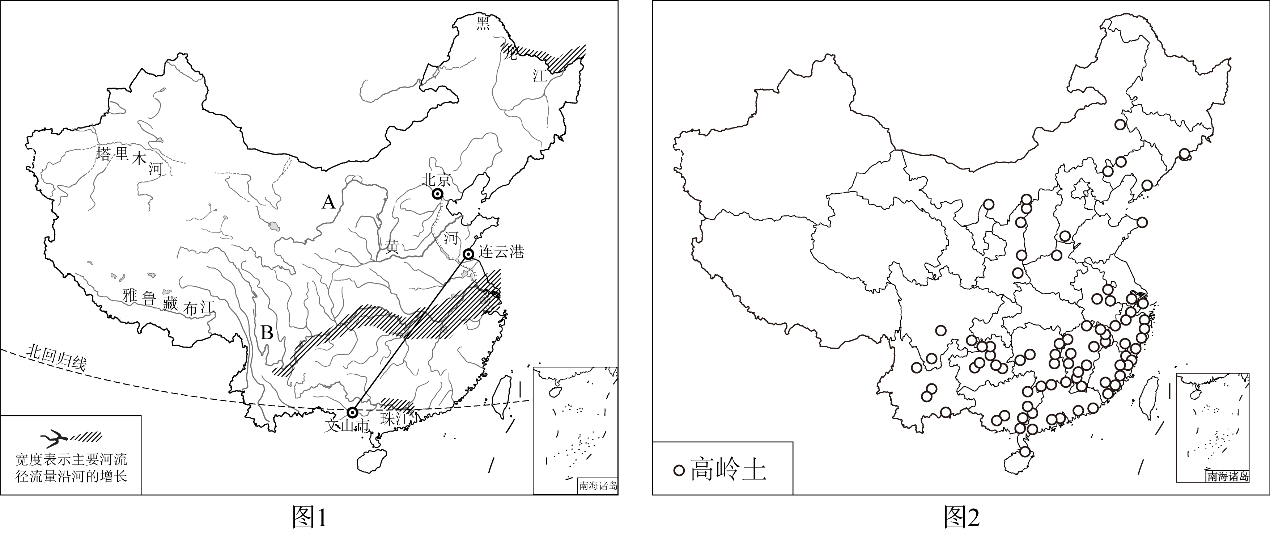 黑
龙
江
塔里木
河
北京
A
黄
河
连云港
雅鲁藏布江
B
北回归线
文山市
珠江
宽度表示主要河流
径流量沿河的增长
南海诸岛
图1
高岭土
南海诸岛
图2